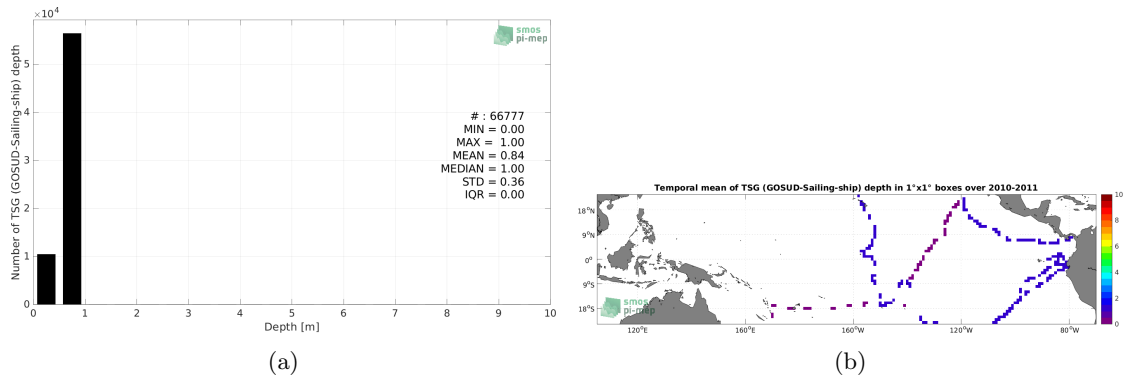 ×10⁴
Number of TSG (GOSUD-Sailing-ship) depth
5
4
3
2
1
0
0 1 2 3 4 5 6 7 8 9 10
Depth [m]
smos
pi-mep
# : 66777
MIN = 0.00
MAX = 1.00
MEAN = 0.84
MEDIAN = 1.00
STD = 0.36
IQR = 0.00
(a)
Temporal mean of TSG (GOSUD-Sailing-ship) depth in 1°x1° boxes over 2010-2011
18°N
9°N
0°
9°S
18°S
120°E 160°E 160°W 120°W 80°W
smos
pi-mep
10
8
6
4
2
0
(b)